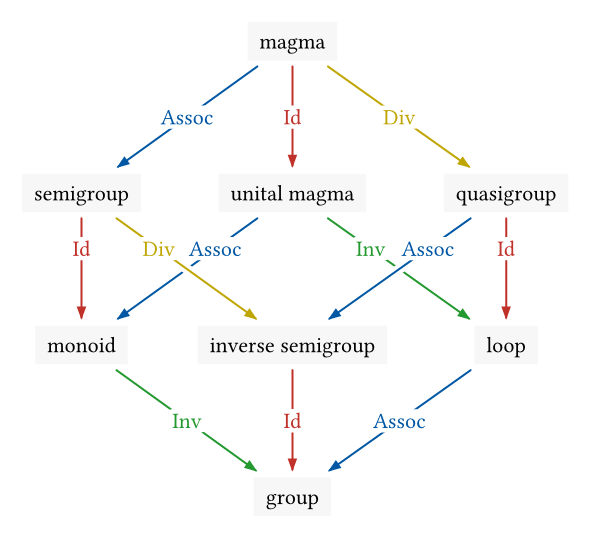 magma
Assoc Id Div
semigroup unital magma quasigroup
Id Div Assoc Inv Assoc Id
monoid inverse semigroup loop
Inv Id Assoc
group